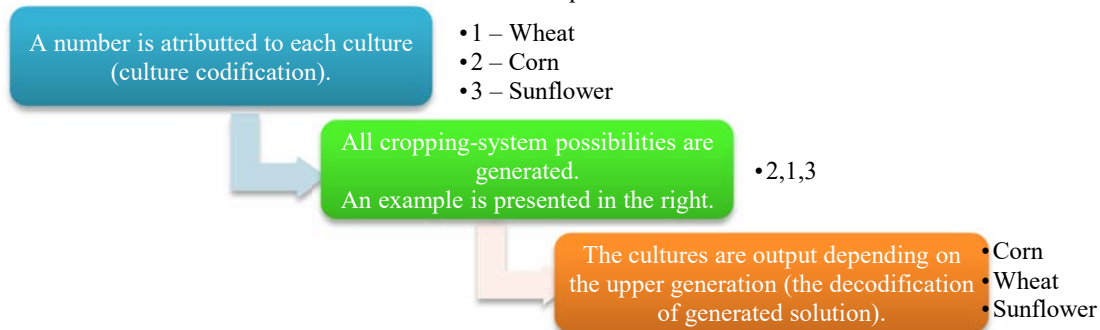 A number is atributted to each culture
(culture codification).
•1 – Wheat
•2 – Corn
•3 – Sunflower
All cropping-system possibilities are
generated.
An example is presented in the right.
•2,1,3
The cultures are output depending on
the upper generation (the decodification
of generated solution).
•Corn
•Wheat
•Sunflower